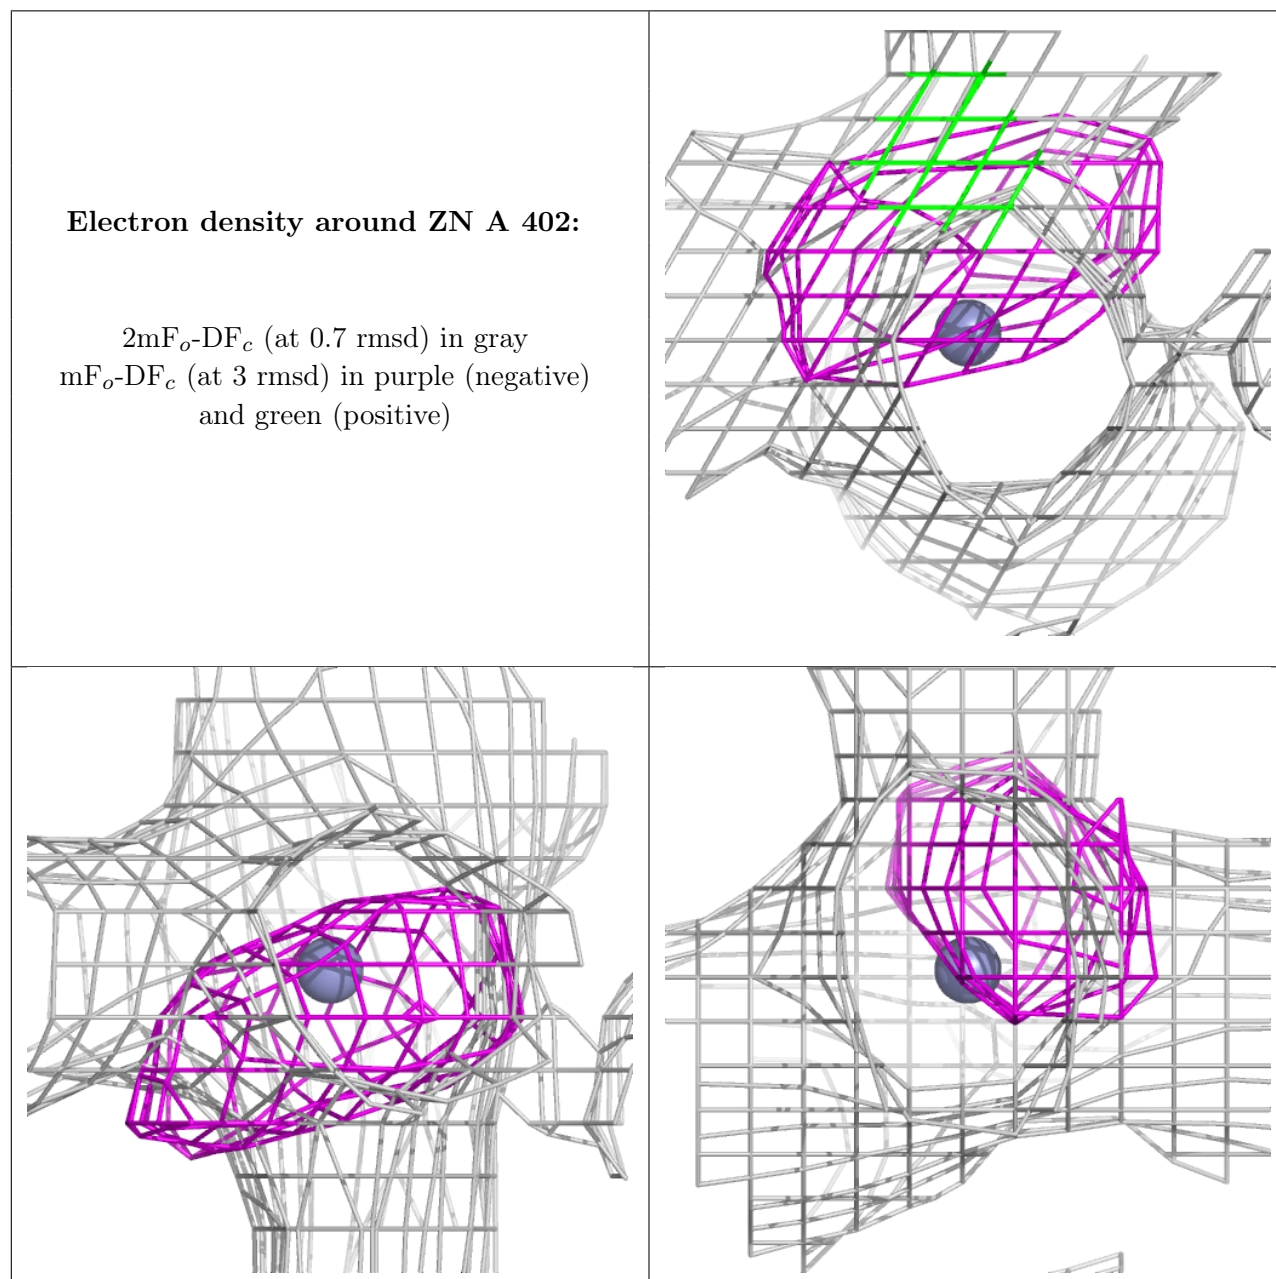 Electron density around ZN A 402:
2mFo-DFc (at 0.7 rmsd) in gray
mFo-DFc (at 3 rmsd) in purple (negative)
and green (positive)